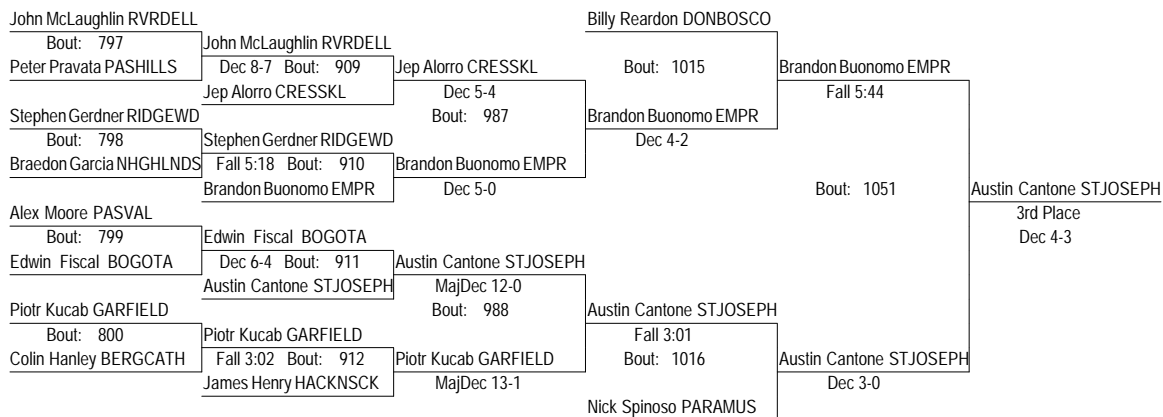 John McLaughlin RVRDELL
Billy Reardon DONBOSCO
Bout: 797
John McLaughlin RVRDELL
Peter Pravata PASHILLS
Dec 8-7 Bout: 909
Jep Alorro CRESSKL
Bout: 1015
Brandon Buonomo EMPR
Jep Alorro CRESSKL
Dec 5-4
Fall 5:44
Stephen Gerdner RIDGEWD
Bout: 987
Brandon Buonomo EMPR
Bout: 798
Stephen Gerdner RIDGEWD
Dec 4-2
Braedon Garcia NHGHLNDS
Fall 5:18 Bout: 910
Brandon Buonomo EMPR
Brandon Buonomo EMPR
Dec 5-0
Bout: 1051
Austin Cantone STJOSEPH
Alex Moore PASVAL
3rd Place
Bout: 799
Edwin Fiscal BOGOTA
Dec 4-3
Edwin Fiscal BOGOTA
Dec 6-4 Bout: 911
Austin Cantone STJOSEPH
Austin Cantone STJOSEPH
MajDec 12-0
Piotr Kucab GARFIELD
Bout: 988
Austin Cantone STJOSEPH
Bout: 800
Piotr Kucab GARFIELD
Fall 3:01
Colin Hanley BERGCATH
Fall 3:02 Bout: 912
Piotr Kucab GARFIELD
Bout: 1016
Austin Cantone STJOSEPH
James Henry HACKNSCK
MajDec 13-1
Dec 3-0
Nick Spinoso PARAMUS